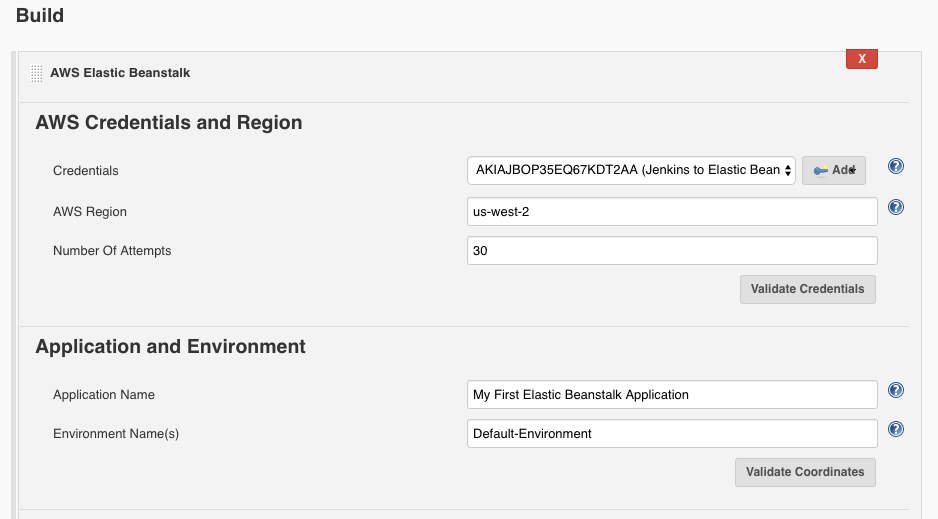 Build
AWS Elastic Beanstalk
X
AWS Credentials and Region
Credentials
AKIAJBOP35EQ67KDT2AA (Jenkins to Elastic Bean
Add
?
AWS Region
us-west-2
?
Number Of Attempts
30
Validate Credentials
Application and Environment
Application Name
My First Elastic Beanstalk Application
?
Environment Name(s)
Default-Environment
?
Validate Coordinates